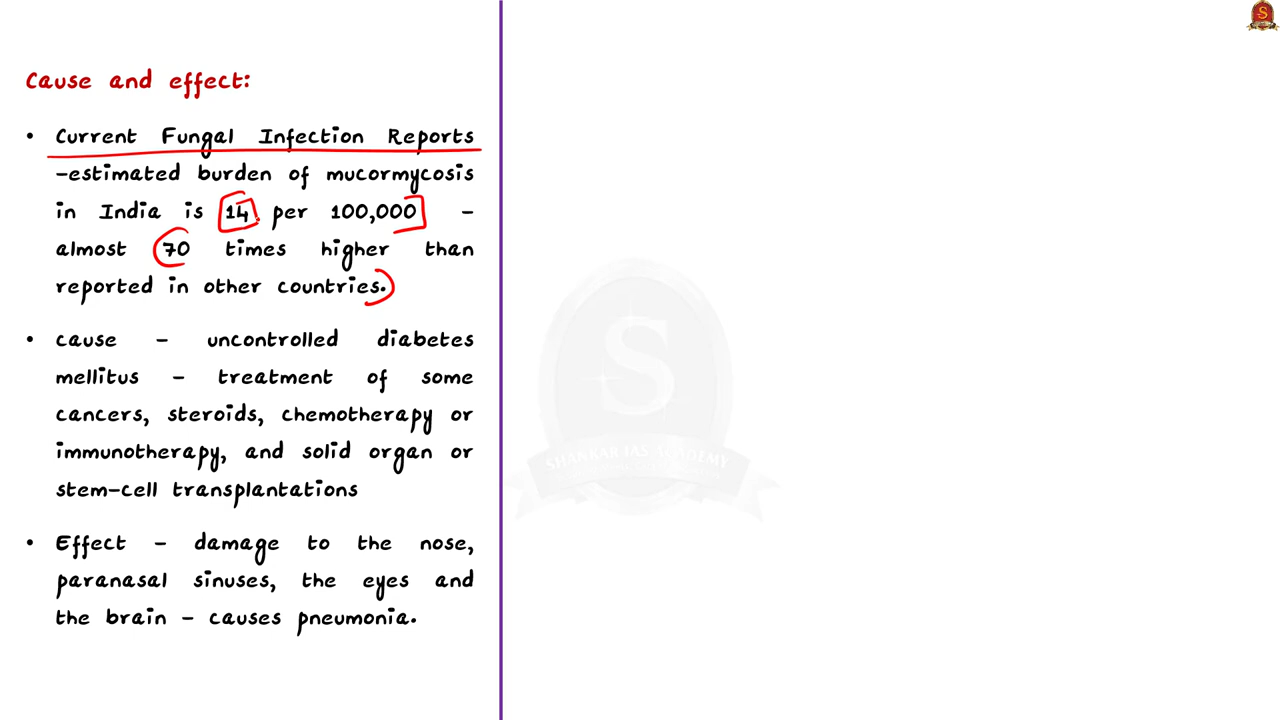 Cause and effect:
• Current Fungal Infection Reports
-estimated burden of mucormycosis
in India is 14 per 100,000 -
almost 70 times higher than
reported in other countries.
• cause - uncontrolled diabetes
mellitus - treatment of some
cancers, steroids, chemotherapy or
immunotherapy, and solid organ or
stem-cell transplantations
• Effect - damage to the nose,
paranasal sinuses, the eyes and
the brain - causes pneumonia.
S
SHANKAR IAS ACADEMY
S